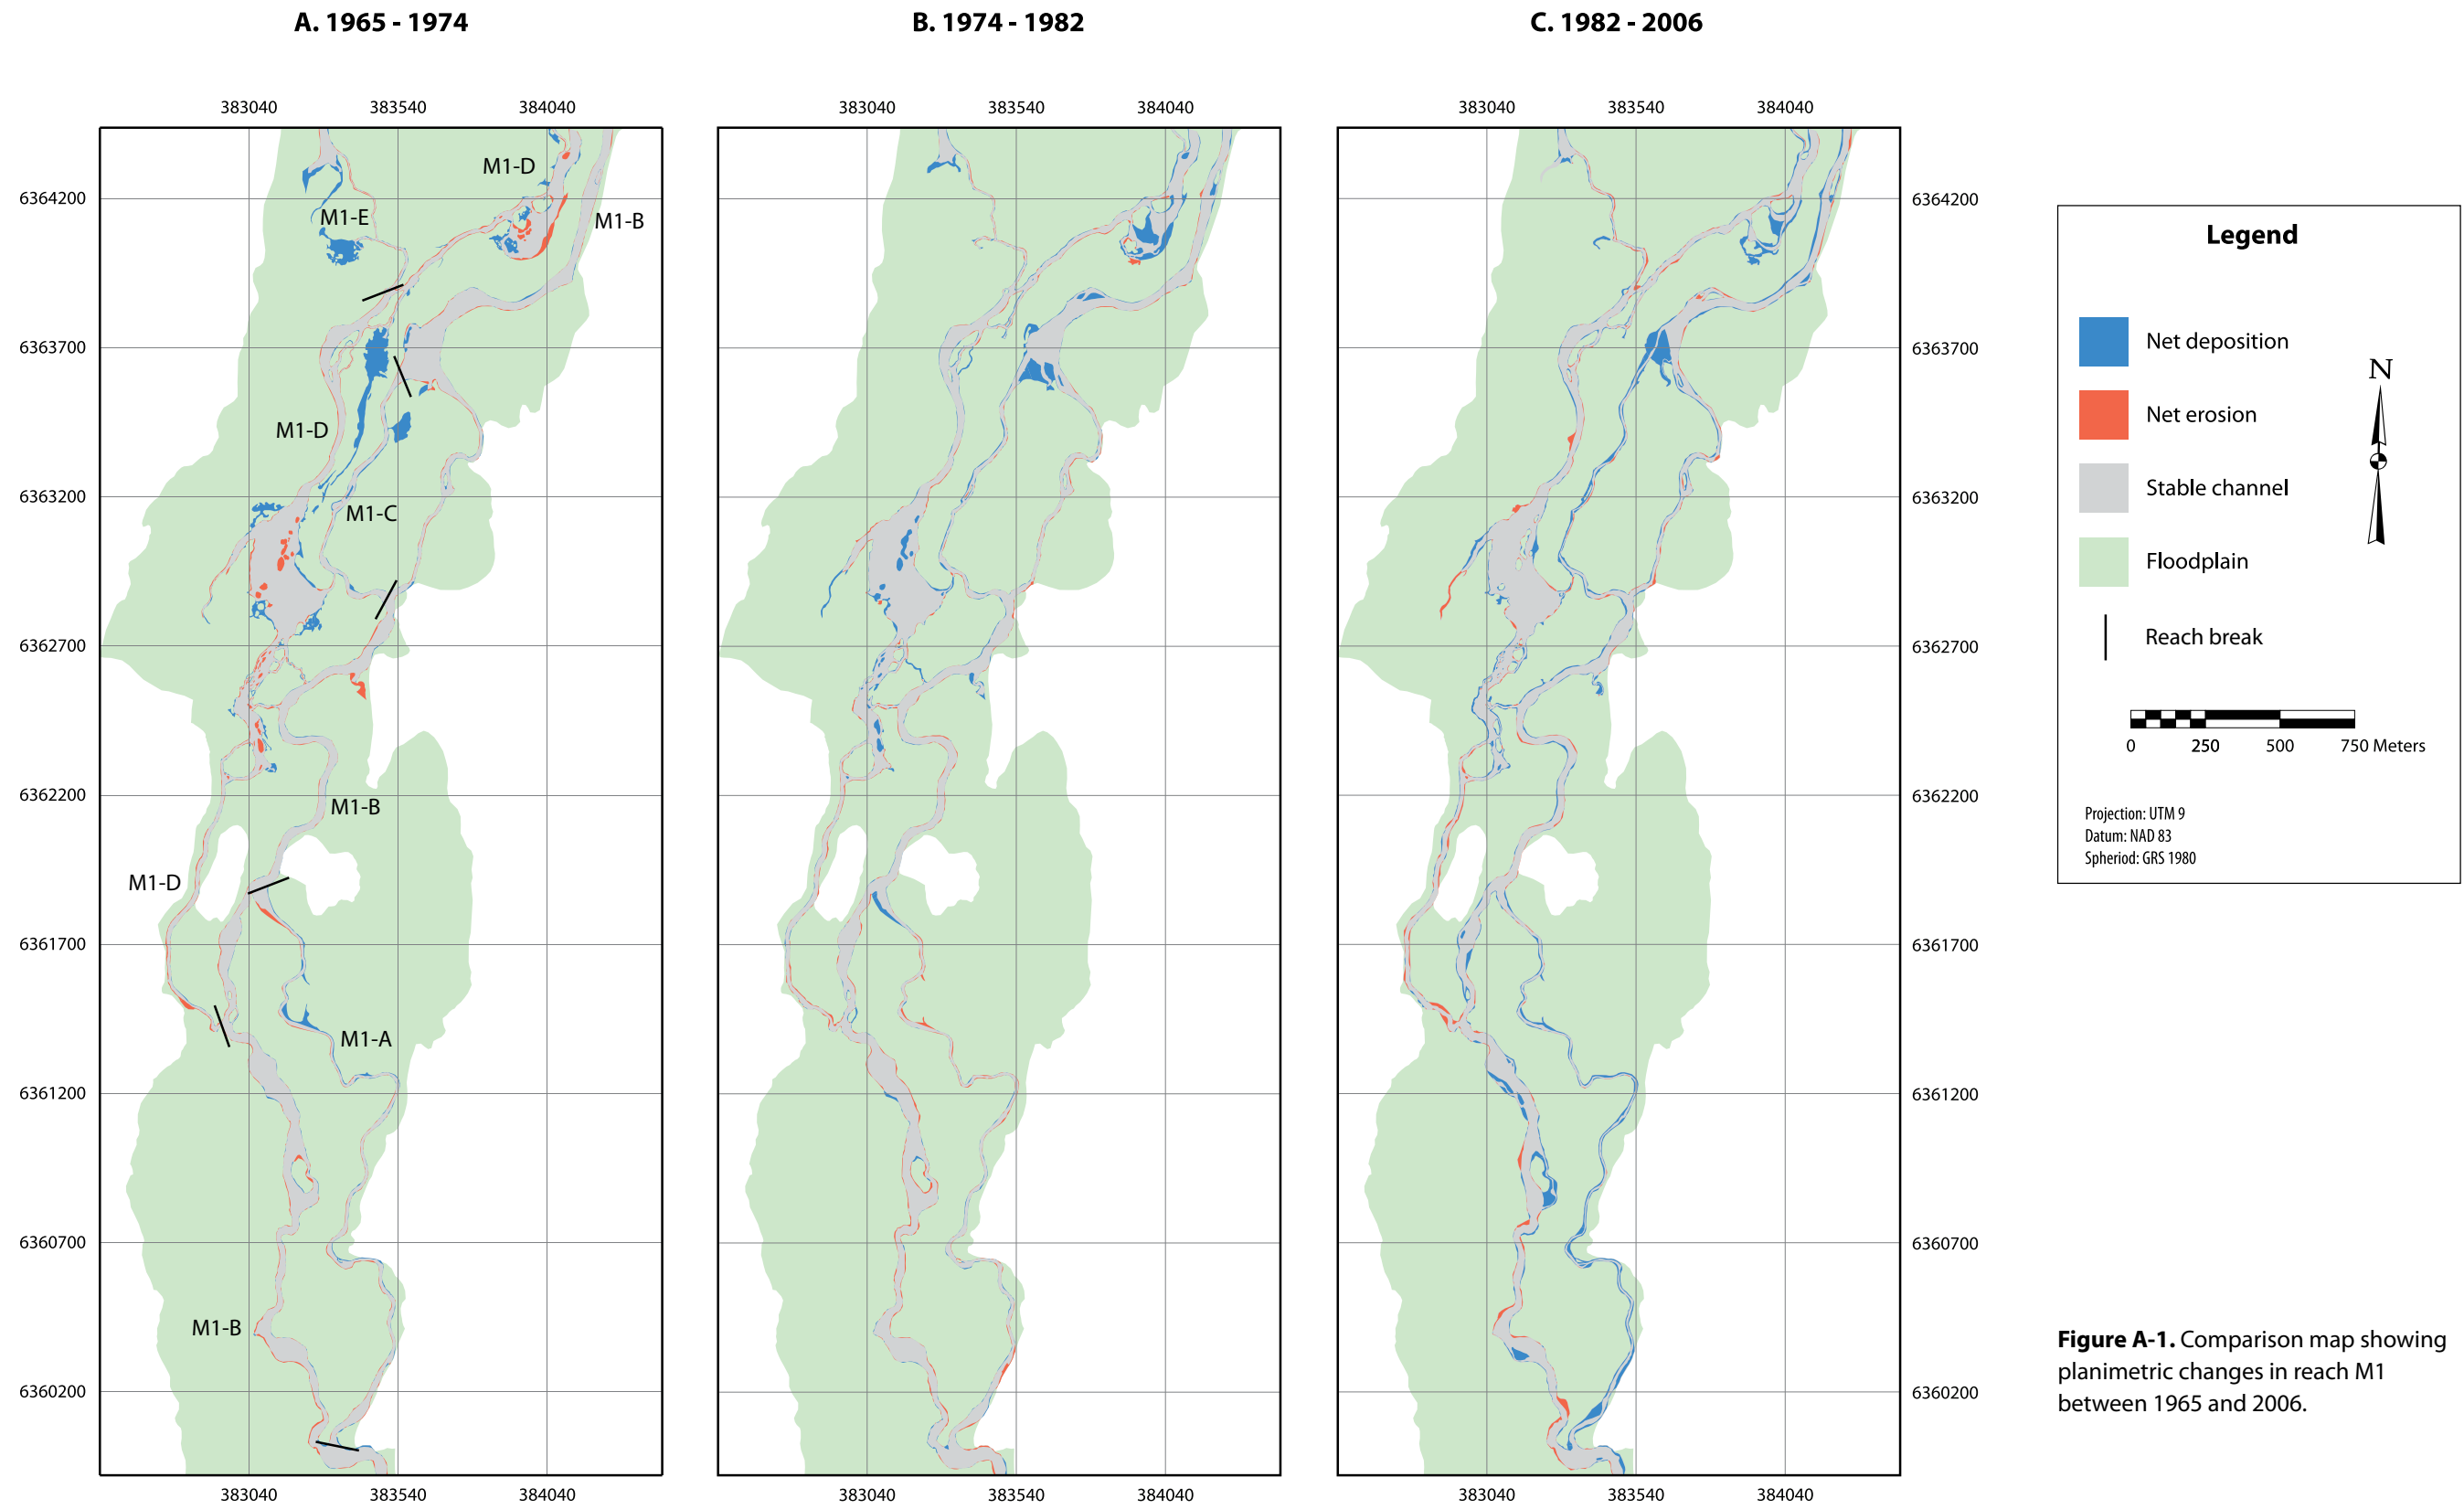 A. 1965 - 1974
B. 1974 - 1982
C. 1982 - 2006
383040 383540 384040
383040 383540 384040
383040 383540 384040
6364200
6363700
6363200
6362700
6362200
6361700
6361200
6360700
6360200
M1-D
M1-B
M1-E
M1-D
M1-C
M1-B
M1-D
M1-A
M1-B
6364200
6363700
6363200
6362700
6362200
6361700
6361200
6360700
6360200
383040 383540 384040
383040 383540 384040
383040 383540 384040
Legend
Net deposition
Net erosion
Stable channel
Floodplain
Reach break
N
0 250 500 750 Meters
Projection: UTM 9
Datum: NAD 83
Spheriod: GRS 1980
Figure A-1. Comparison map showing
planimetric changes in reach M1
between 1965 and 2006.